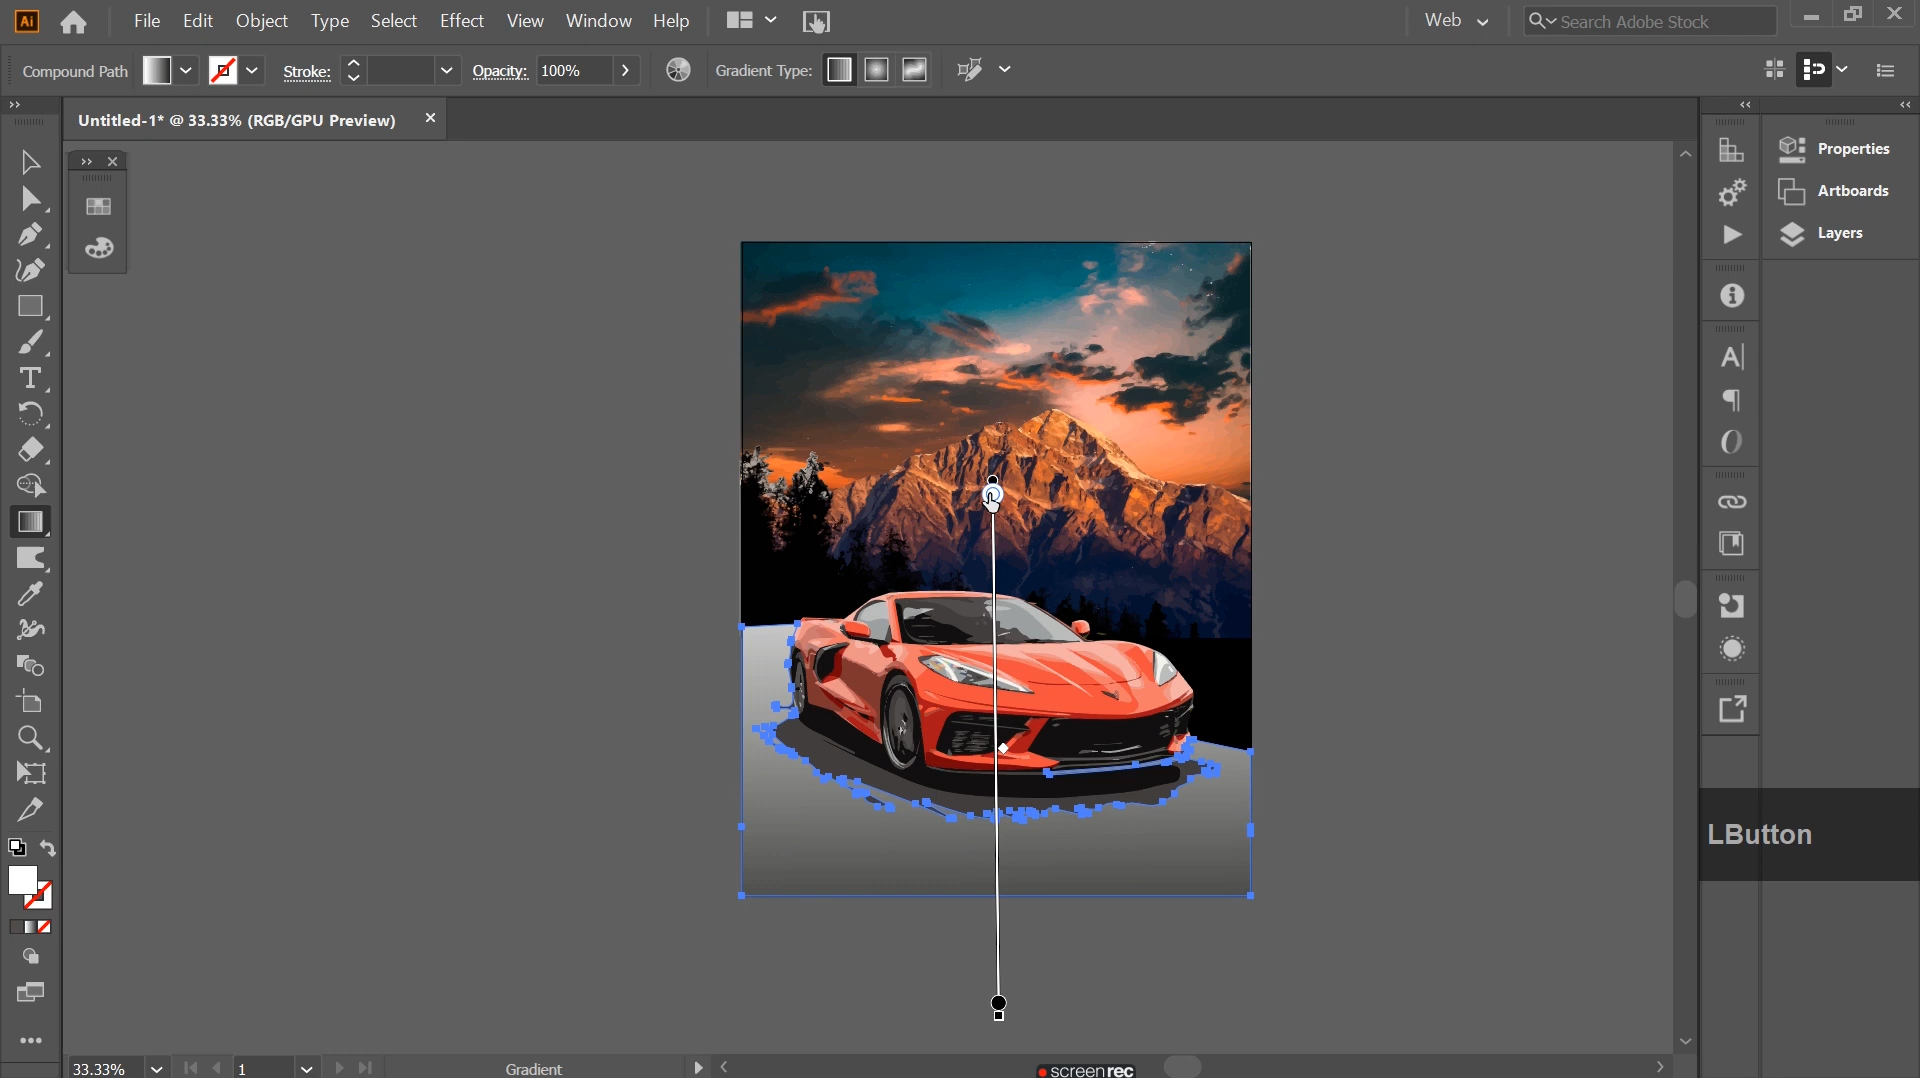 Ai File Edit Object Type Select Effect View Window Help Web Search Adobe Stock
Compound Path Stroke: Opacity: 100% Gradient Type:
Untitled-1* @ 33.33% (RGB/GPU Preview)
Properties
Artboards
Layers
LButton
33.33% 1 Gradient screenrec